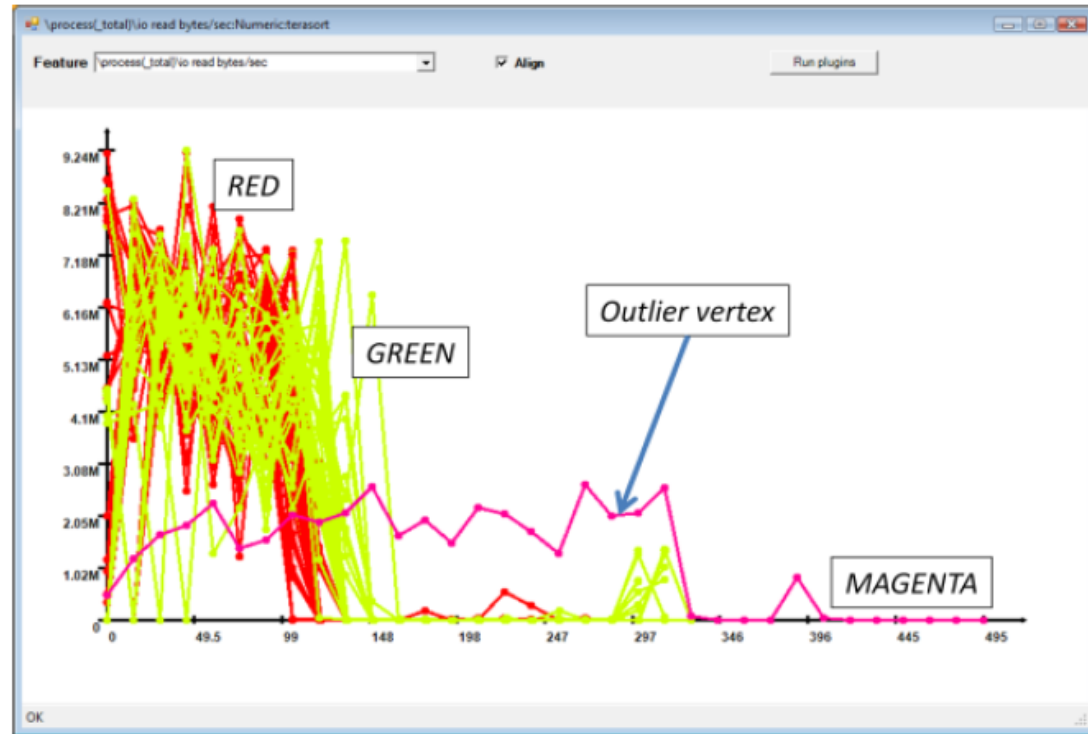 \process(_total)\io read bytes/sec:Numeric:terasort
Feature \process(_total)\io read bytes/sec Align Run plugins
9.24M
RED
8.21M
7.18M
6.16M
Outlier vertex
GREEN
5.13M
4.1M
3.08M
2.05M
1.02M
MAGENTA
0
0 49.5 99 148 198 247 297 346 396 445 495
OK